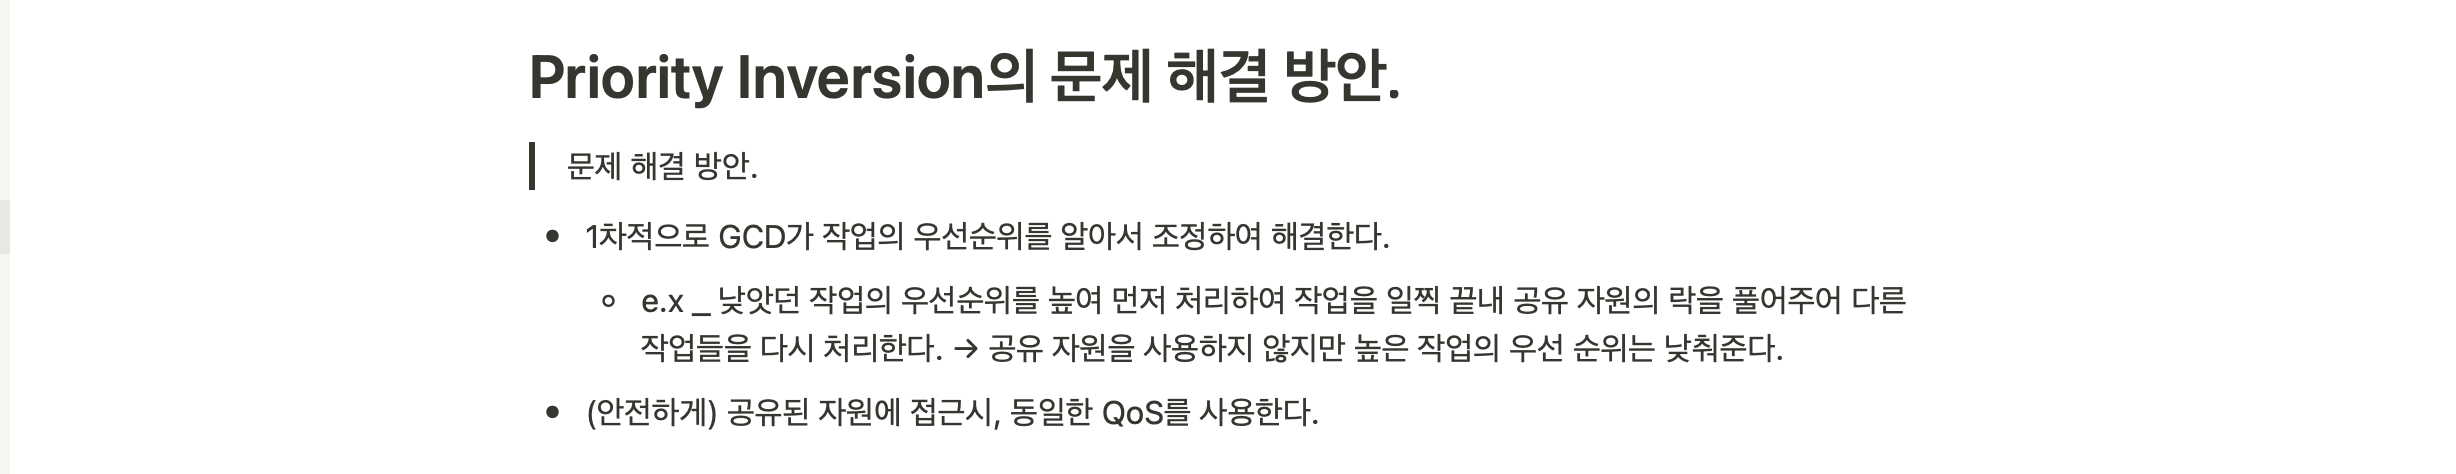 Priority Inversion의 문제 해결 방안.
문제 해결 방안.
1차적으로 GCD가 작업의 우선순위를 알아서 조정하여 해결한다.
e.x _ 낮앗던 작업의 우선순위를 높여 먼저 처리하여 작업을 일찍 끝내 공유 자원의 락을 풀어주어 다른
작업들을 다시 처리한다. → 공유 자원을 사용하지 않지만 높은 작업의 우선 순위는 낮춰준다.
(안전하게) 공유된 자원에 접근시, 동일한 QoS를 사용한다.